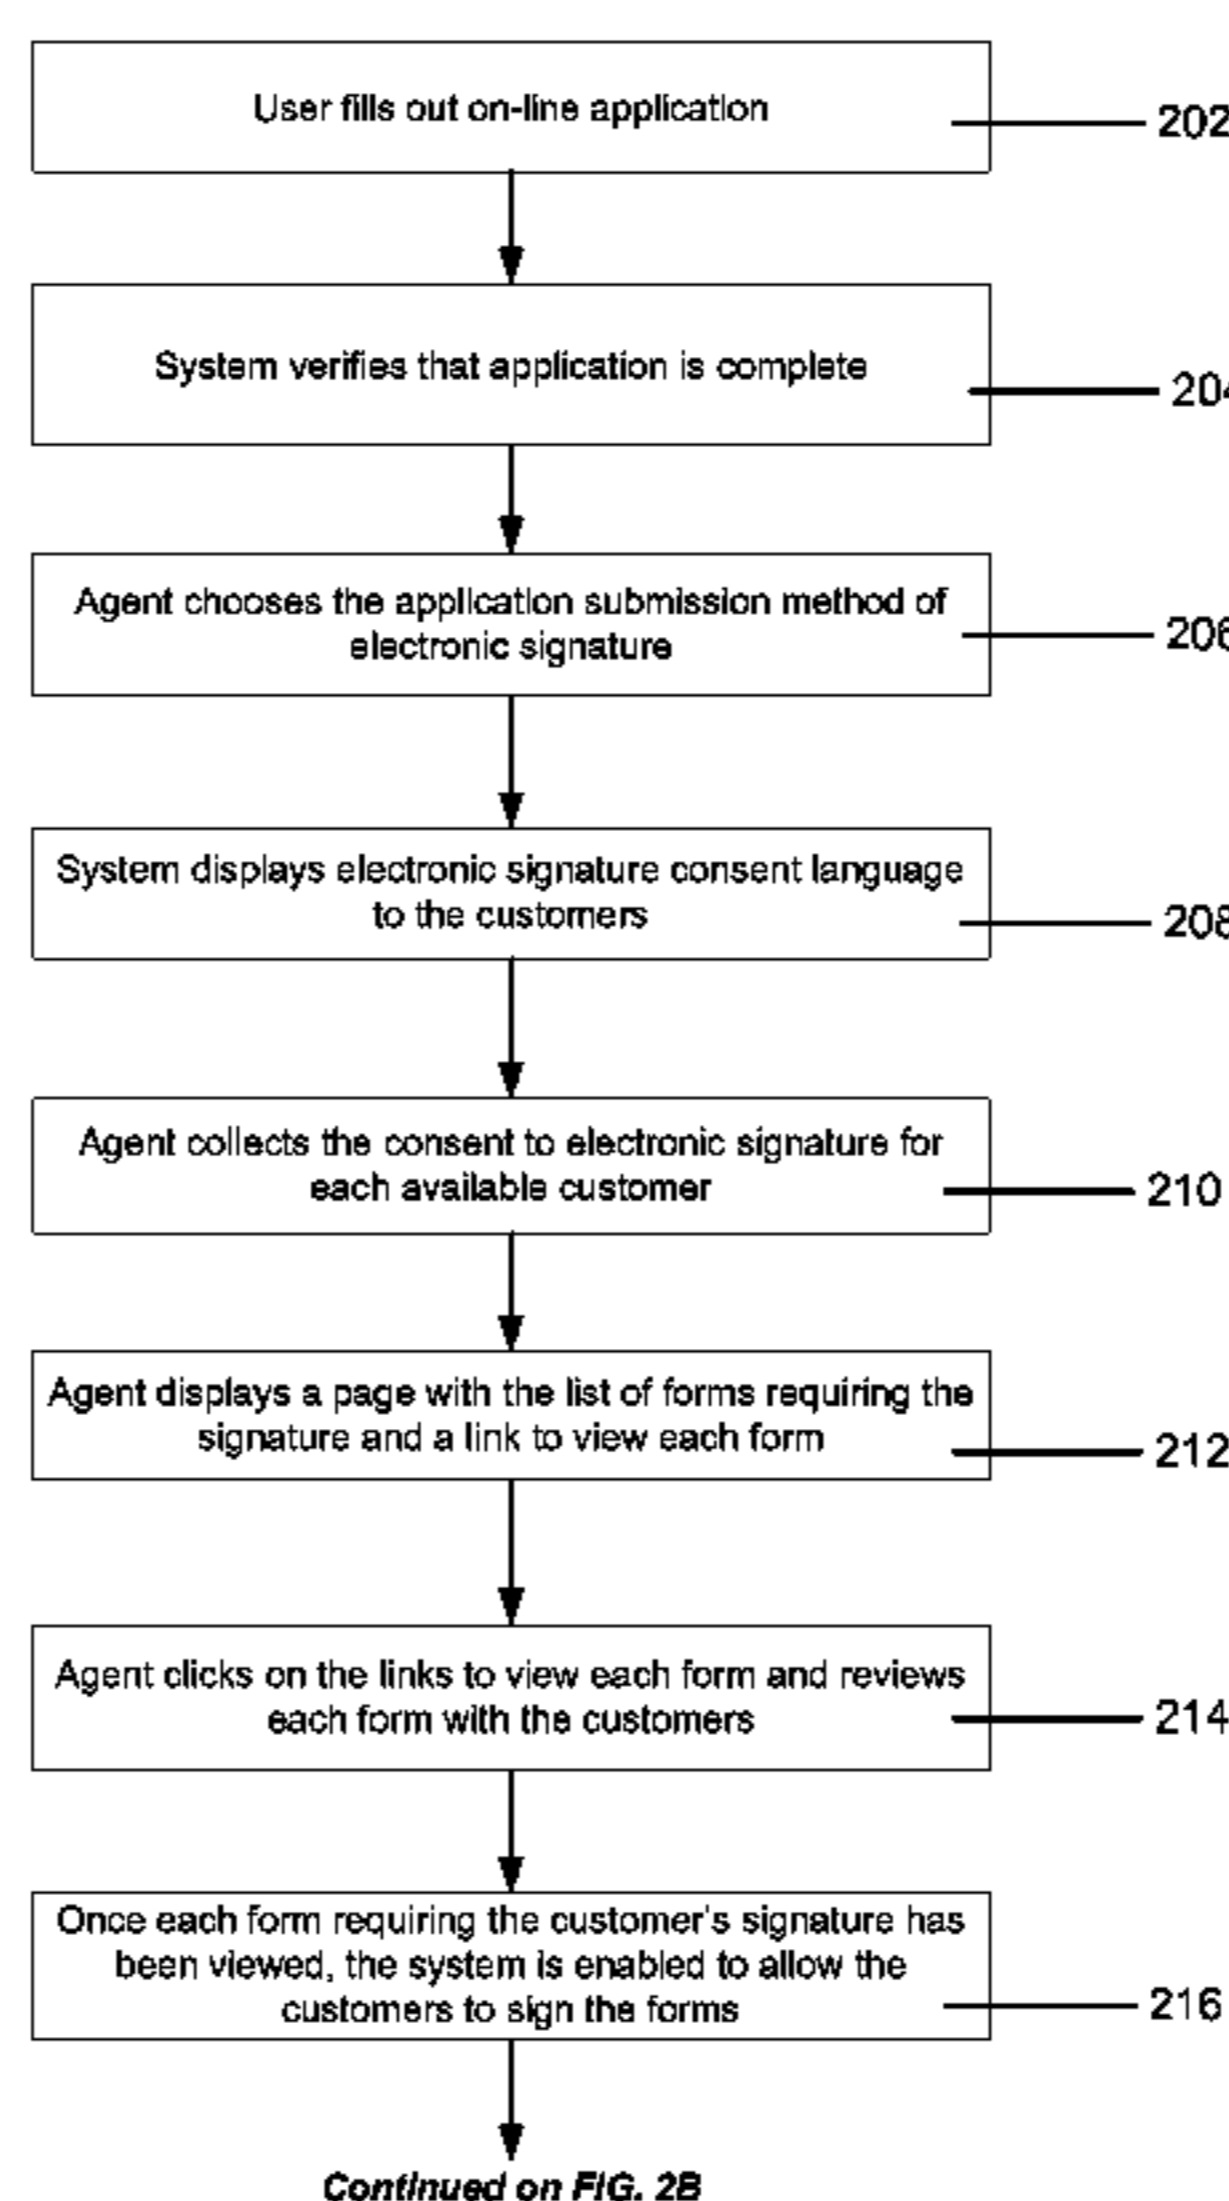 User fills out on-line application
202
System verifies that application is complete
204
Agent chooses the application submission method of
electronic signature
206
System displays electronic signature consent language
to the customers
208
Agent collects the consent to electronic signature for
each available customer
210
Agent displays a page with the list of forms requiring the
signature and a link to view each form
212
Agent clicks on the links to view each form and reviews
each form with the customers
214
Once each form requiring the customer's signature has
been viewed, the system is enabled to allow the
customers to sign the forms
216
Continued on FIG. 2B